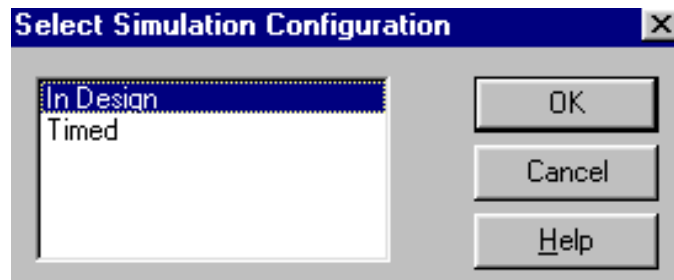 Select Simulation Configuration
In Design
Timed
OK
Cancel
Help